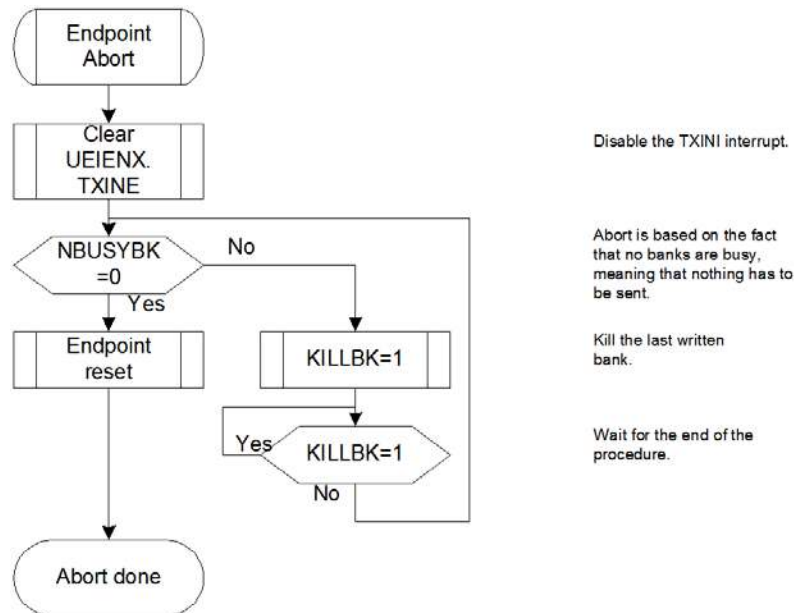 Endpoint
Abort
Clear
UEIENX.
TXINE
Disable the TXINI interrupt.
NBUSYBK
=0
No
Yes
Abort is based on the fact
that no banks are busy,
meaning that nothing has to
be sent.
Endpoint
reset
KILLBK=1
Kill the last written
bank.
Yes
KILLBK=1
No
Wait for the end of the
procedure.
Abort done